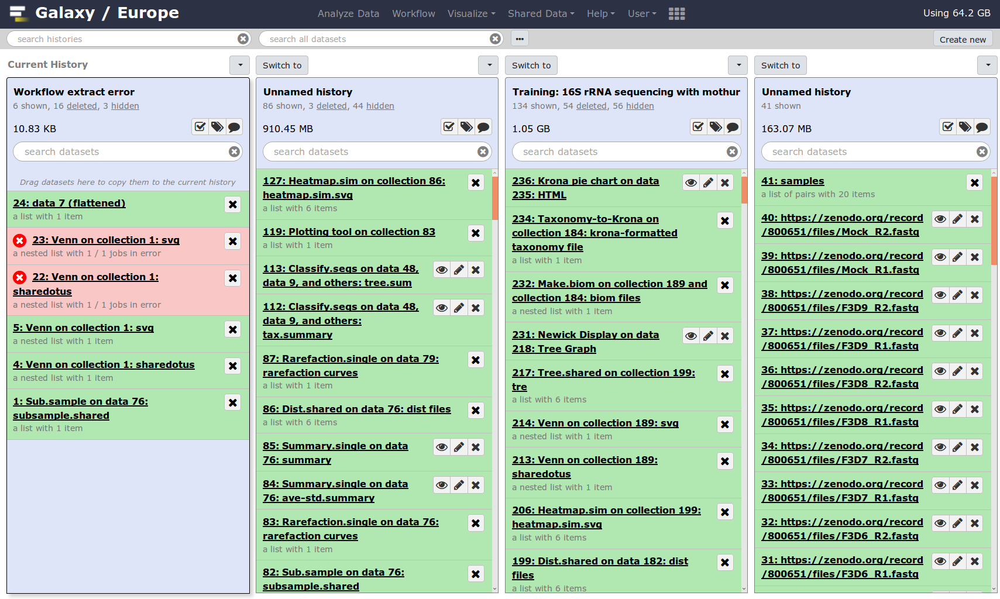 Galaxy / Europe
Analyze Data
Workflow
Visualize
Shared Data
Help
User
Using 64.2 GB
search histories
search all datasets
Create new
Current History
Workflow extract error
6 shown, 16 deleted, 3 hidden
10.83 KB
search datasets
Drag datasets here to copy them to the current history
24: data 7 (flattened)
a list with 1 item
23: Venn on collection 1: svg
a nested list with 1 / 1 jobs in error
22: Venn on collection 1:
sharedotus
a nested list with 1 / 1 jobs in error
5: Venn on collection 1: svg
a nested list with 1 item
4: Venn on collection 1: sharedotus
a nested list with 1 item
1: Sub.sample on data 76:
subsample.shared
a list with 1 item
Switch to
Unnamed history
86 shown, 3 deleted, 44 hidden
910.45 MB
search datasets
127: Heatmap.sim on collection 86:
heatmap.sim.svg
a list with 6 items
119: Plotting tool on collection 83
a list with 1 item
113: Classify.seqs on data 48,
data 9, and others: tree.sum
112: Classify.seqs on data 48,
data 9, and others:
tax.summary
87: Rarefaction.single on data 79:
rarefaction curves
a list with 1 item
86: Dist.shared on data 76: dist files
a list with 6 items
85: Summary.single on data
76: summary
84: Summary.single on data
76: ave-std.summary
83: Rarefaction.single on data 76:
rarefaction curves
a list with 1 item
82: Sub.sample on data 76:
subsample.shared
Switch to
Training: 16S rRNA sequencing with mothur
134 shown, 54 deleted, 56 hidden
1.05 GB
search datasets
236: Krona pie chart on data
235: HTML
234: Taxonomy-to-Krona on
collection 184: krona-formatted
taxonomy file
a list with 1 item
232: Make.biom on collection 189 and
collection 184: biom files
a nested list with 1 item
231: Newick Display on data
218: Tree Graph
217: Tree.shared on collection 199:
tre
a list with 6 items
214: Venn on collection 189: svg
a nested list with 1 item
213: Venn on collection 189:
sharedotus
a nested list with 1 item
206: Heatmap.sim on collection 199:
heatmap.sim.svg
a list with 6 items
199: Dist.shared on data 182: dist
files
a list with 6 items
Switch to
Unnamed history
41 shown
163.07 MB
search datasets
41: samples
a list of pairs with 20 items
40: https://zenodo.org/record
/800651/files/Mock_R2.fastq
39: https://zenodo.org/record
/800651/files/Mock_R1.fastq
38: https://zenodo.org/record
/800651/files/F3D9_R2.fastq
37: https://zenodo.org/record
/800651/files/F3D9_R1.fastq
36: https://zenodo.org/record
/800651/files/F3D8_R2.fastq
35: https://zenodo.org/record
/800651/files/F3D8_R1.fastq
34: https://zenodo.org/record
/800651/files/F3D7_R2.fastq
33: https://zenodo.org/record
/800651/files/F3D7_R1.fastq
32: https://zenodo.org/record
/800651/files/F3D6_R2.fastq
31: https://zenodo.org/record
/800651/files/F3D6_R1.fastq